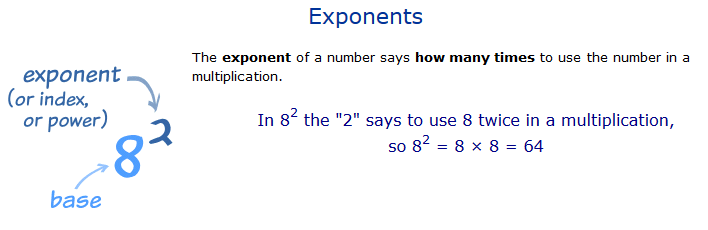 Exponents
The exponent of a number says how many times to use the number in a
multiplication.
exponent
(or index,
or power)
8²
base
In 8² the "2" says to use 8 twice in a multiplication,
so 8² = 8 × 8 = 64